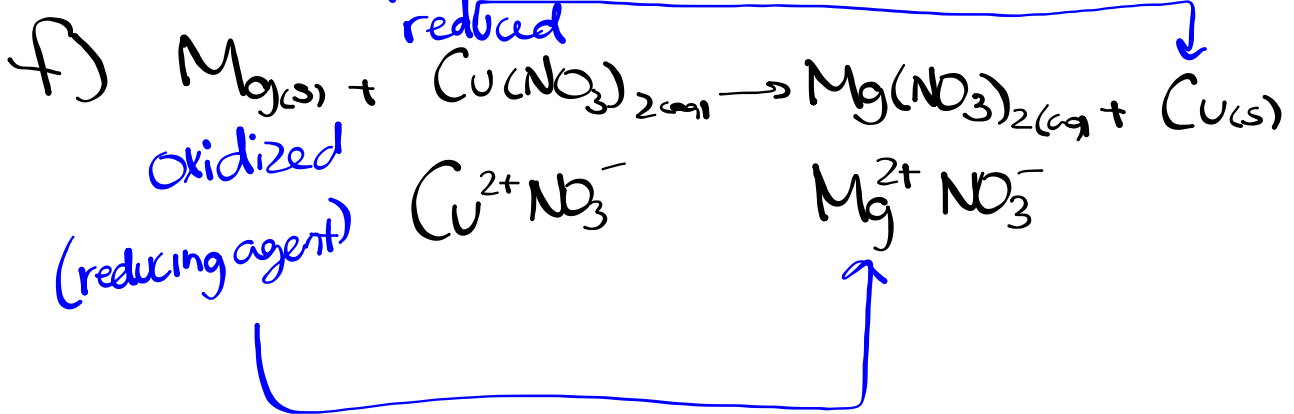 reduced
f) Mg(s) + Cu(NO₃)₂(aq) → Mg(NO₃)₂(aq) + Cu(s)
oxidized Cu²⁺ NO₃⁻ Mg²⁺ NO₃⁻
(reducing agent)